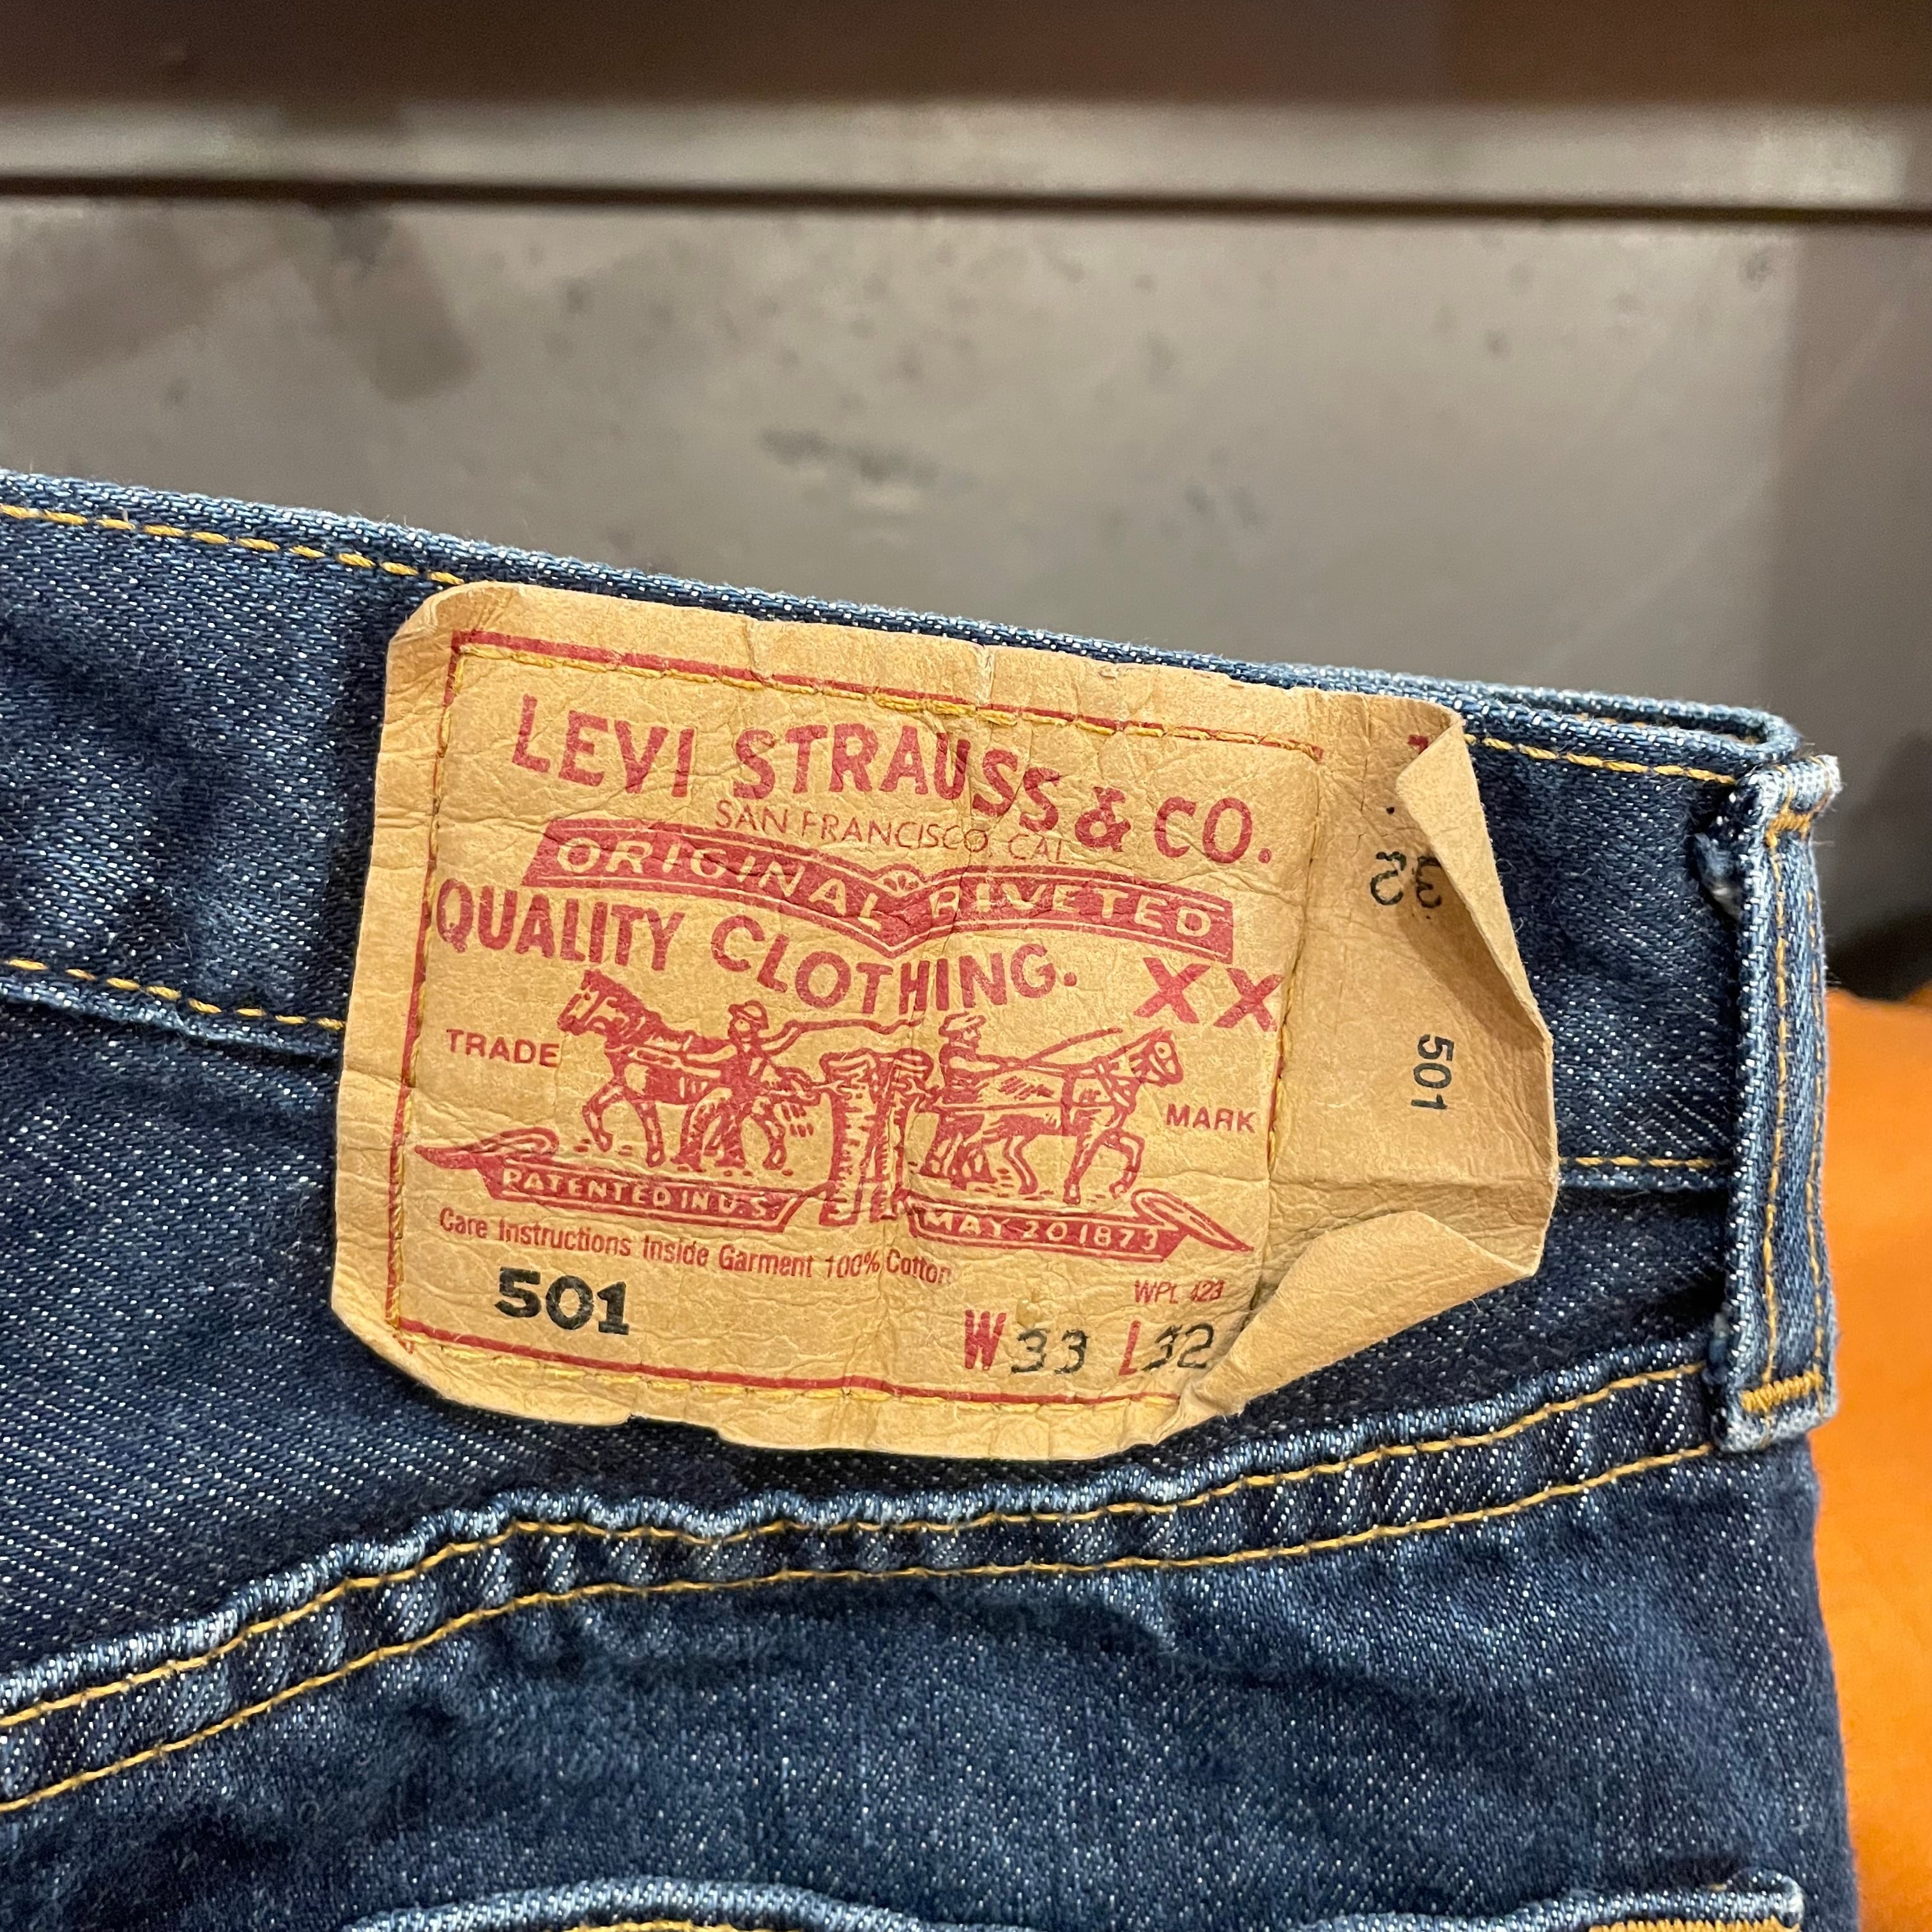 LEVI STRAUSS & CO.
SAN FRANCISCO, CAL
ORIGINAL RIVETED
QUALITY CLOTHING. XX
TRADE MARK
PATENTED IN U.S MAY 20 1873
Care Instructions Inside Garment 100% Cotton
WPL 423
501
W33 L32
32
501